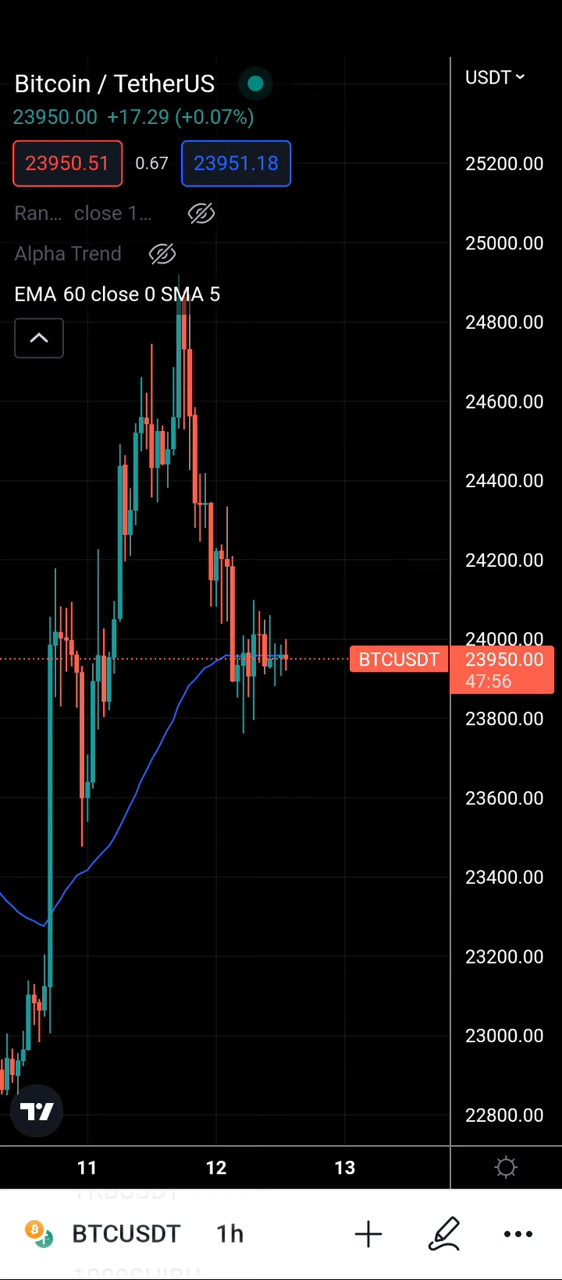 Bitcoin / TetherUS
USDT
23950.00 +17.29 (+0.07%)
23950.51 0.67 23951.18
25200.00
Ran... close 1...
25000.00
Alpha Trend
EMA 60 close 0 SMA 5
24800.00
24600.00
24400.00
24200.00
24000.00
BTCUSDT 23950.00
47:56
23800.00
23600.00
23400.00
23200.00
23000.00
22800.00
11 12 13
BTCUSDT 1h